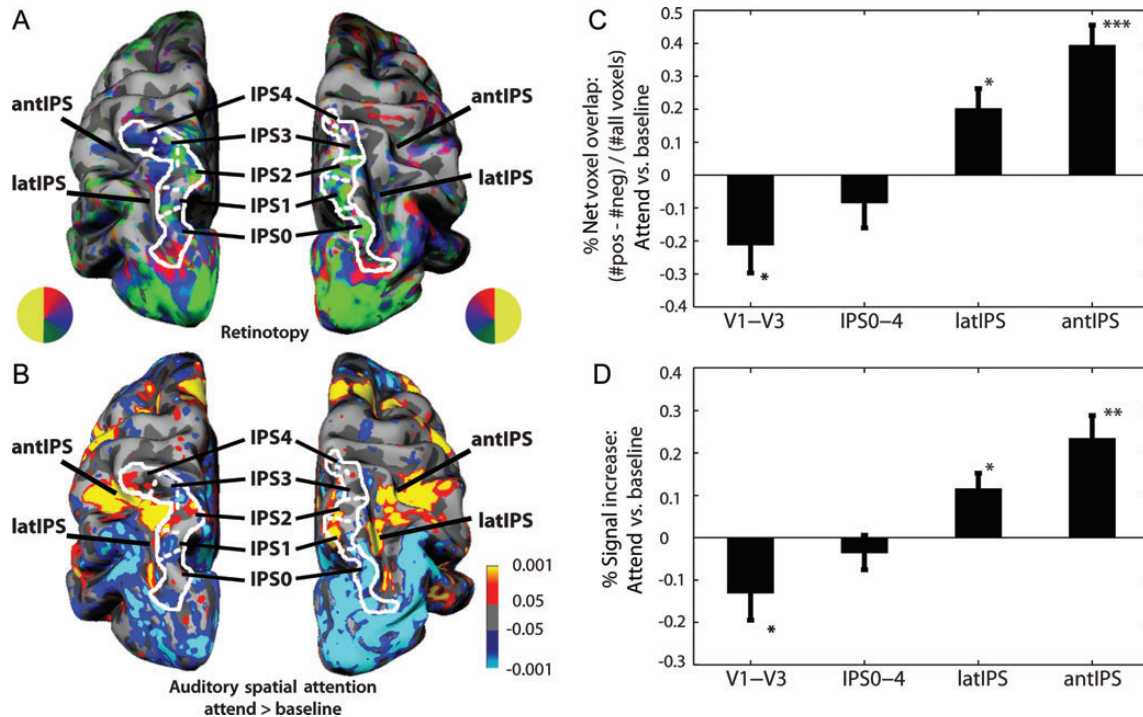 A
antIPS
latIPS
IPS4
IPS3
IPS2
IPS1
IPS0
antIPS
latIPS
Retinotopy
B
antIPS
latIPS
IPS4
IPS3
IPS2
IPS1
IPS0
antIPS
latIPS
0.001
0.05
-0.05
-0.001
Auditory spatial attention
attend > baseline
C
% Net voxel overlap:
(#pos - #neg) / (#all voxels)
Attend vs. baseline
0.5
0.4
0.3
0.2
0.1
0
-0.1
-0.2
-0.3
0.4
*
*
***
V1–V3
IPS0–4
latIPS
antIPS
D
% Signal increase:
Attend vs. baseline
0.4
0.3
0.2
0.1
0
-0.1
-0.2
-0.3
*
*
**
V1–V3
IPS0–4
latIPS
antIPS